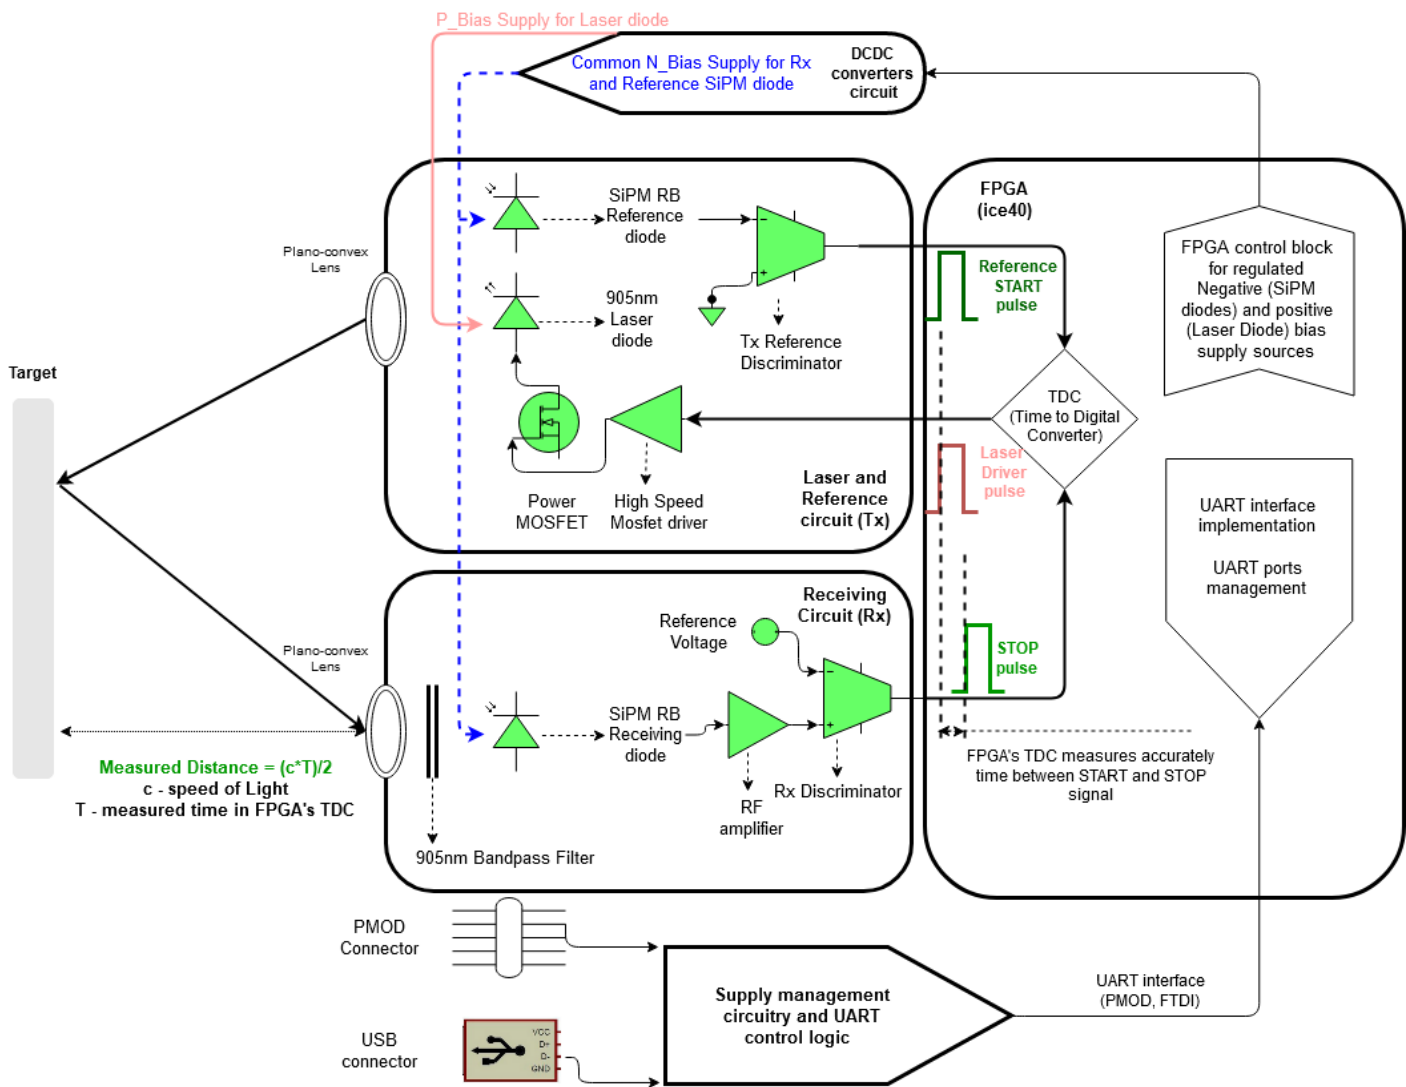 P_Bias Supply for Laser diode
Common N_Bias Supply for Rx
and Reference SiPM diode
DCDC
converters
circuit
SiPM RB
Reference
diode
905nm
Laser
diode
Tx Reference
Discriminator
Plano-convex
Lens
Power
MOSFET
High Speed
Mosfet driver
Laser and
Reference
circuit (Tx)
FPGA
(ice40)
Reference
START
pulse
TDC
(Time to Digital
Converter)
Laser
Driver
pulse
STOP
pulse
FPGA's TDC measures accurately
time between START and STOP
signal
FPGA control block
for regulated
Negative (SiPM
diodes) and positive
(Laser Diode) bias
supply sources
UART interface
implementation
UART ports
management
Target
Plano-convex
Lens
Receiving
Circuit (Rx)
Reference
Voltage
SiPM RB
Receiving
diode
RF
amplifier
Rx Discriminator
905nm Bandpass Filter
Measured Distance = (c*T)/2
c - speed of Light
T - measured time in FPGA's TDC
PMOD
Connector
USB
connector
VCC
D+
D-
GND
Supply management
circuitry and UART
control logic
UART interface
(PMOD, FTDI)